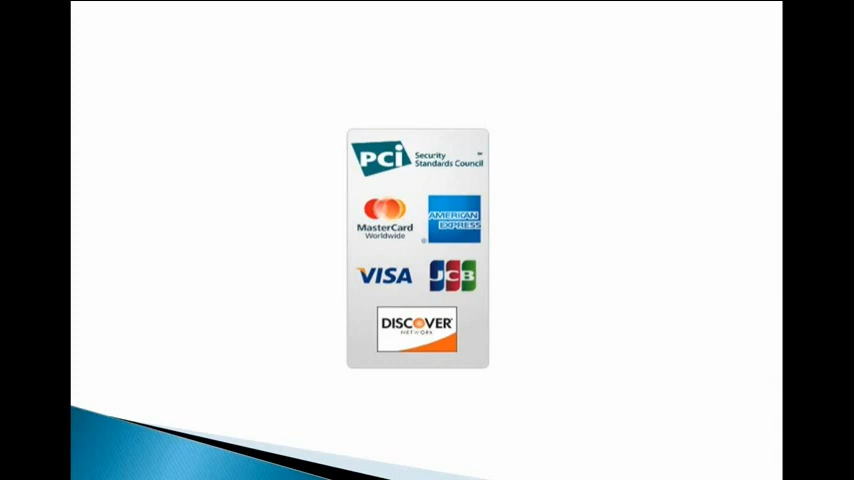 PCi Security
Standards Council
MasterCard
Worldwide
AMERICAN
EXPRESS
®
VISA
JCB
DISCOVER
NETWORK